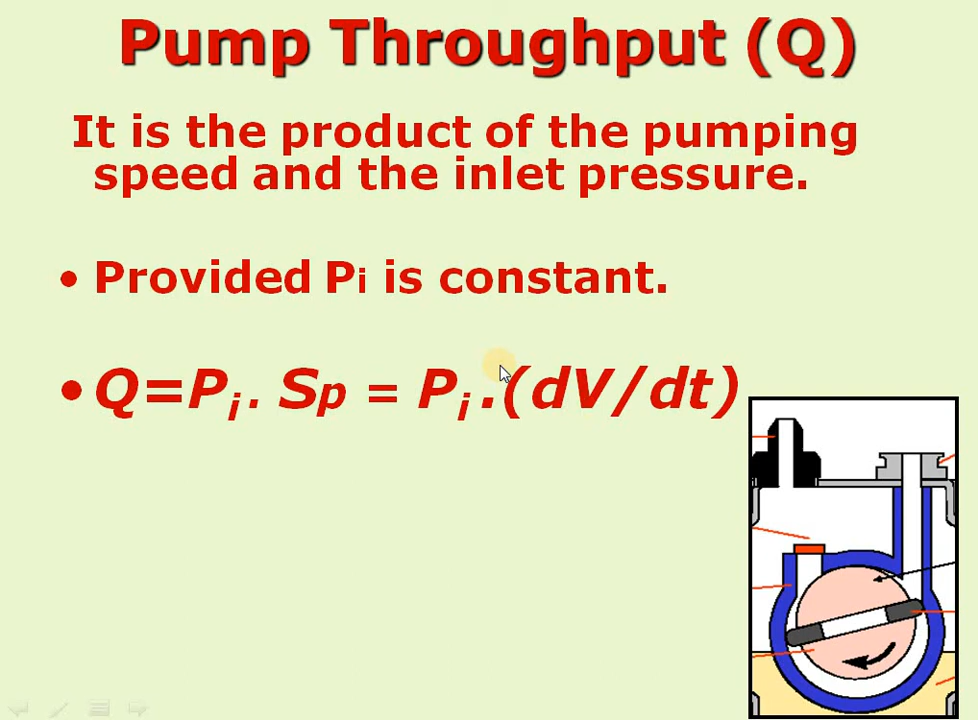 Pump Throughput (Q)
It is the product of the pumping
speed and the inlet pressure.
• Provided Pi is constant.
• Q=Pi . Sp = Pi .(dV/dt)